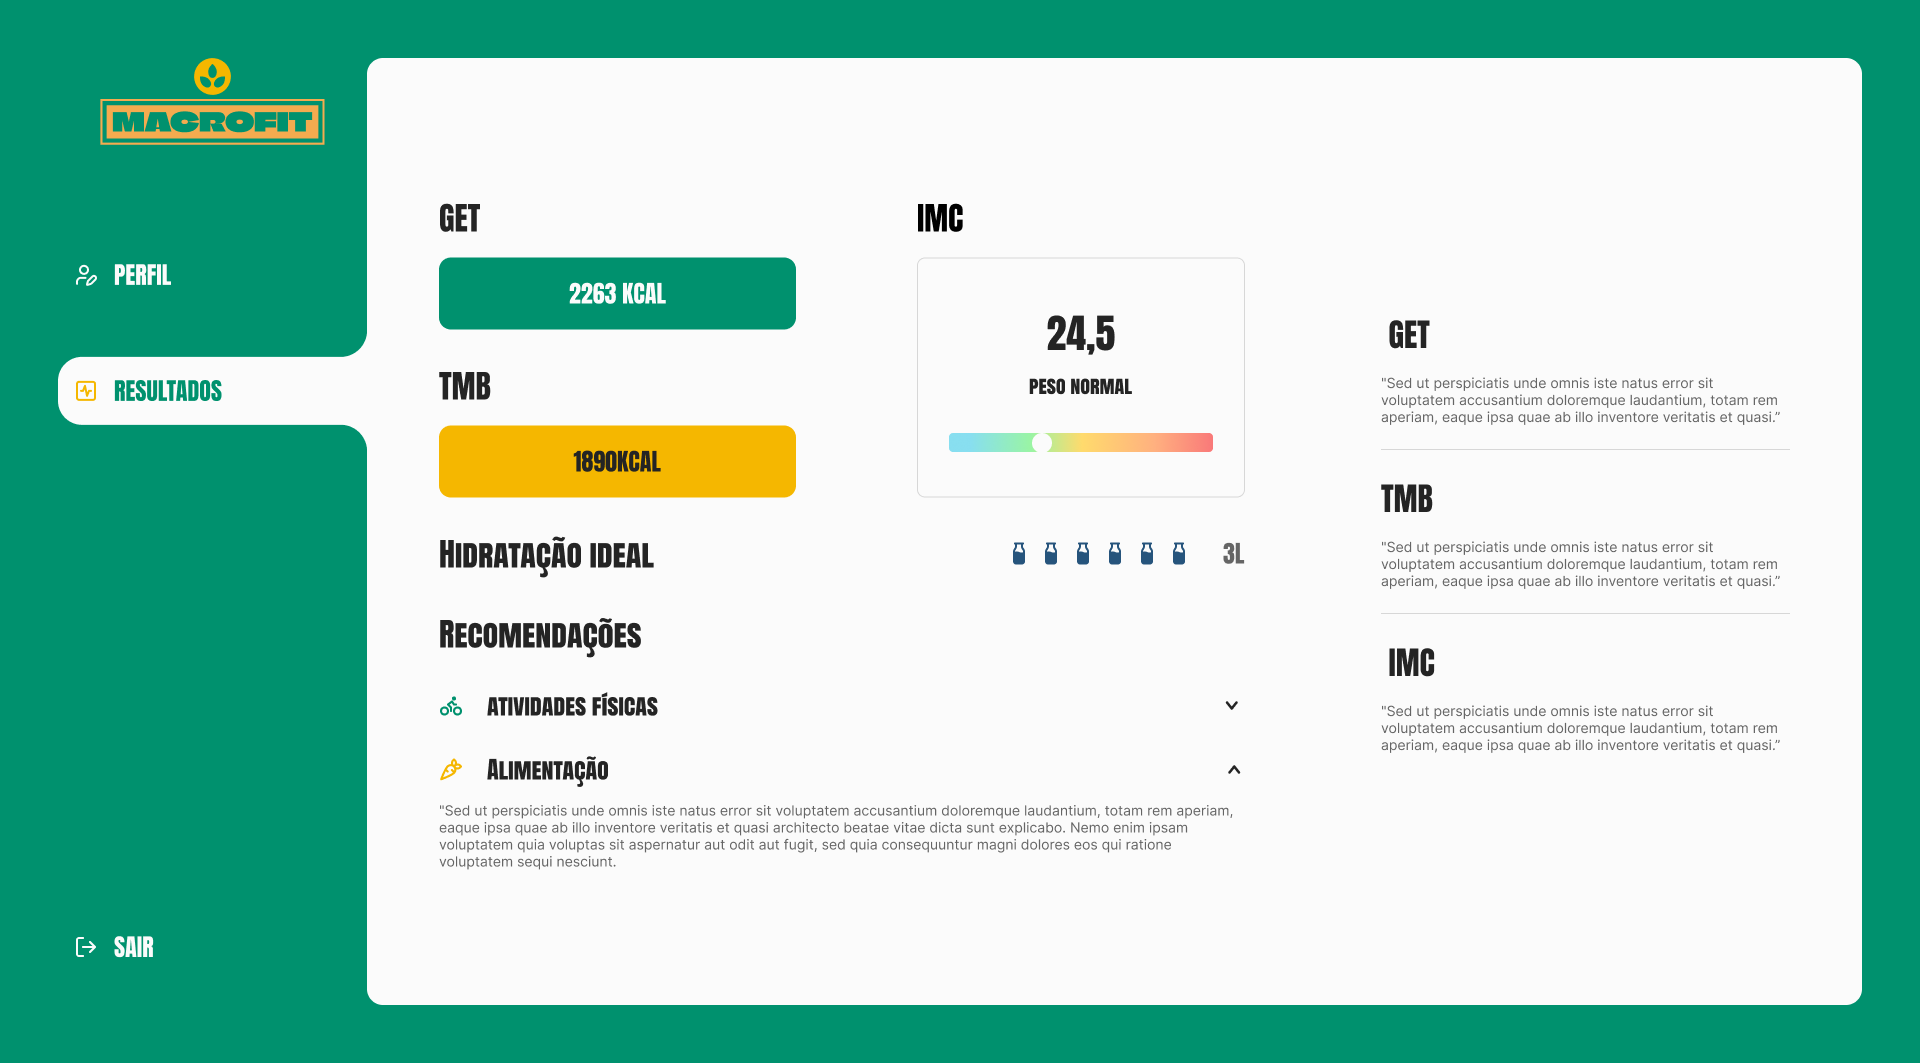 MACROFIT
PERFIL
RESULTADOS
SAIR
GET
2263 KCAL
TMB
1890KCAL
IMC
24,5
PESO NORMAL
HIDRATAÇÃO IDEAL
3L
RECOMENDAÇÕES
ATIVIDADES FÍSICAS
ALIMENTAÇÃO
"Sed ut perspiciatis unde omnis iste natus error sit voluptatem accusantium doloremque laudantium, totam rem aperiam,
eaque ipsa quae ab illo inventore veritatis et quasi architecto beatae vitae dicta sunt explicabo. Nemo enim ipsam
voluptatem quia voluptas sit aspernatur aut odit aut fugit, sed quia consequuntur magni dolores eos qui ratione
voluptatem sequi nesciunt.
GET
"Sed ut perspiciatis unde omnis iste natus error sit
voluptatem accusantium doloremque laudantium, totam rem
aperiam, eaque ipsa quae ab illo inventore veritatis et quasi.”
TMB
"Sed ut perspiciatis unde omnis iste natus error sit
voluptatem accusantium doloremque laudantium, totam rem
aperiam, eaque ipsa quae ab illo inventore veritatis et quasi.”
IMC
"Sed ut perspiciatis unde omnis iste natus error sit
voluptatem accusantium doloremque laudantium, totam rem
aperiam, eaque ipsa quae ab illo inventore veritatis et quasi.”